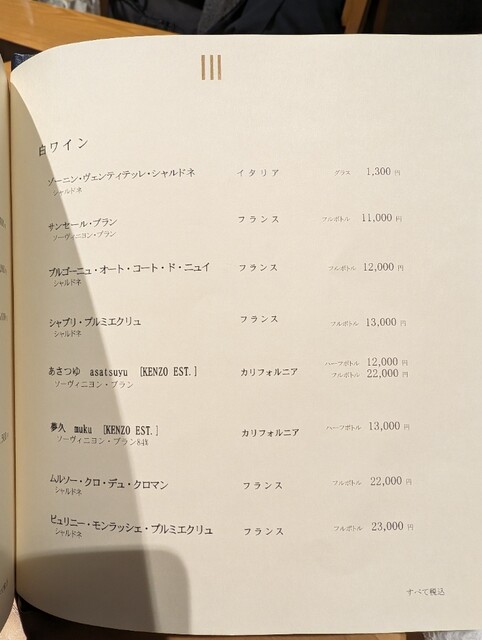 白ワイン
ゾーニン・ヴェンティテッレ・シャルドネ イタリア グラス 1,300 円
シャルドネ
サンセール・ブラン フランス フルボトル 11,000 円
ソーヴィニヨン・ブラン
ブルゴーニュ・オート・コート・ド・ニュイ フランス フルボトル 12,000 円
シャルドネ
シャブリ・プルミエクリュ フランス フルボトル 13,000 円
シャルドネ
あさつゆ asatsuyu [KENZO EST.] カリフォルニア ハーフボトル 12,000 円
ソーヴィニヨン・ブラン フルボトル 22,000 円
夢久 muku [KENZO EST.] カリフォルニア ハーフボトル 13,000 円
ソーヴィニヨン・ブラン
ムルソー・クロ・デュ・クロマン フランス フルボトル 22,000 円
シャルドネ
ピュリニー・モンラッシェ・プルミエクリュ フランス フルボトル 23,000 円
シャルドネ
すべて税込